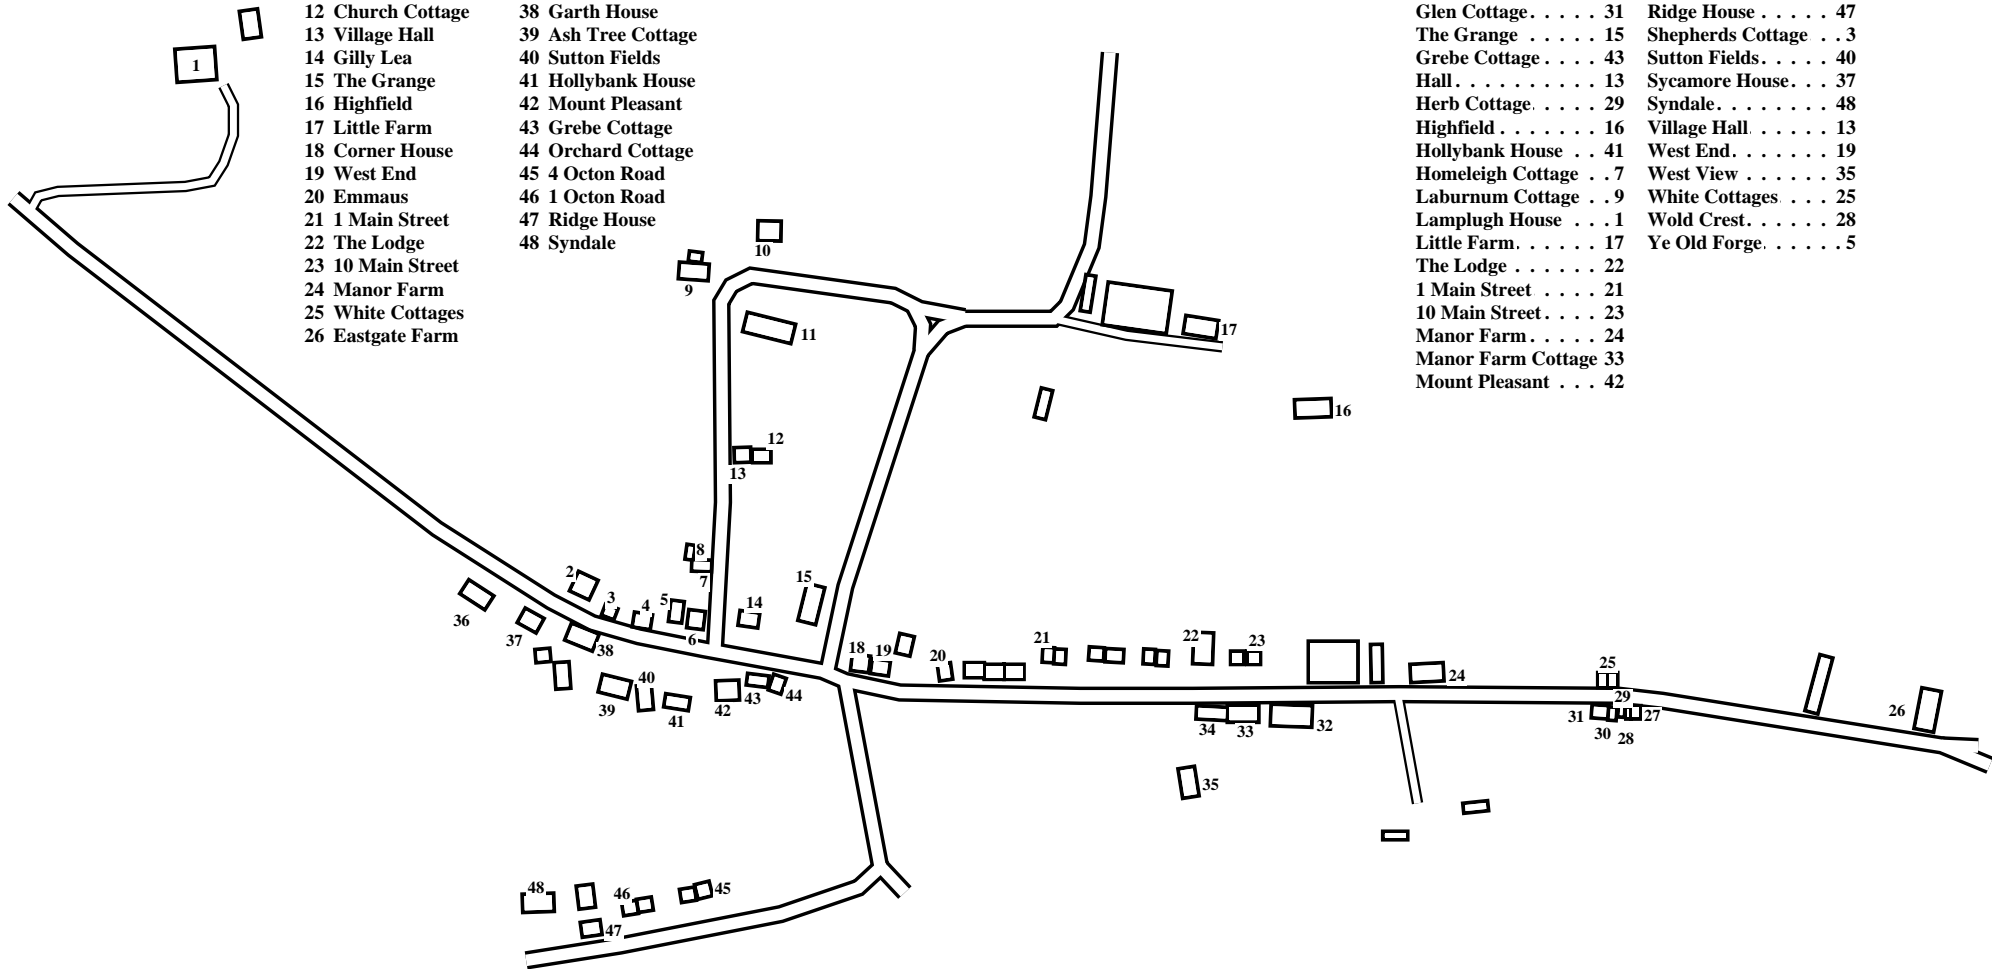 12 Church Cottage
13 Village Hall
14 Gilly Lea
15 The Grange
16 Highfield
17 Little Farm
18 Corner House
19 West End
20 Emmaus
21 1 Main Street
22 The Lodge
23 10 Main Street
24 Manor Farm
25 White Cottages
26 Eastgate Farm
38 Garth House
39 Ash Tree Cottage
40 Sutton Fields
41 Hollybank House
42 Mount Pleasant
43 Grebe Cottage
44 Orchard Cottage
45 4 Octon Road
46 1 Octon Road
47 Ridge House
48 Syndale
Glen Cottage. . . . . 31
The Grange . . . . . 15
Grebe Cottage . . . . 43
Hall . . . . . . . . . . 13
Herb Cottage. . . . . 29
Highfield . . . . . . . 16
Hollybank House . . 41
Homeleigh Cottage . . 7
Laburnum Cottage . . 9
Lamplugh House . . . 1
Little Farm. . . . . . 17
The Lodge . . . . . . 22
1 Main Street . . . . 21
10 Main Street . . . . 23
Manor Farm . . . . . 24
Manor Farm Cottage 33
Mount Pleasant . . . 42
Ridge House . . . . . 47
Shepherds Cottage . . . 3
Sutton Fields. . . . . 40
Sycamore House. . . 37
Syndale. . . . . . . . 48
Village Hall. . . . . . 13
West End. . . . . . . 19
West View . . . . . . 35
White Cottages. . . . 25
Wold Crest. . . . . . 28
Ye Old Forge. . . . . . 5
1
10
9
11
17
16
12
13
8
7
2
3
4
5
6
14
15
36
37
38
39
40
41
42
43
44
18
19
20
21
22
23
24
25
29
31
30
28
27
26
34
33
32
35
48
46
45
47